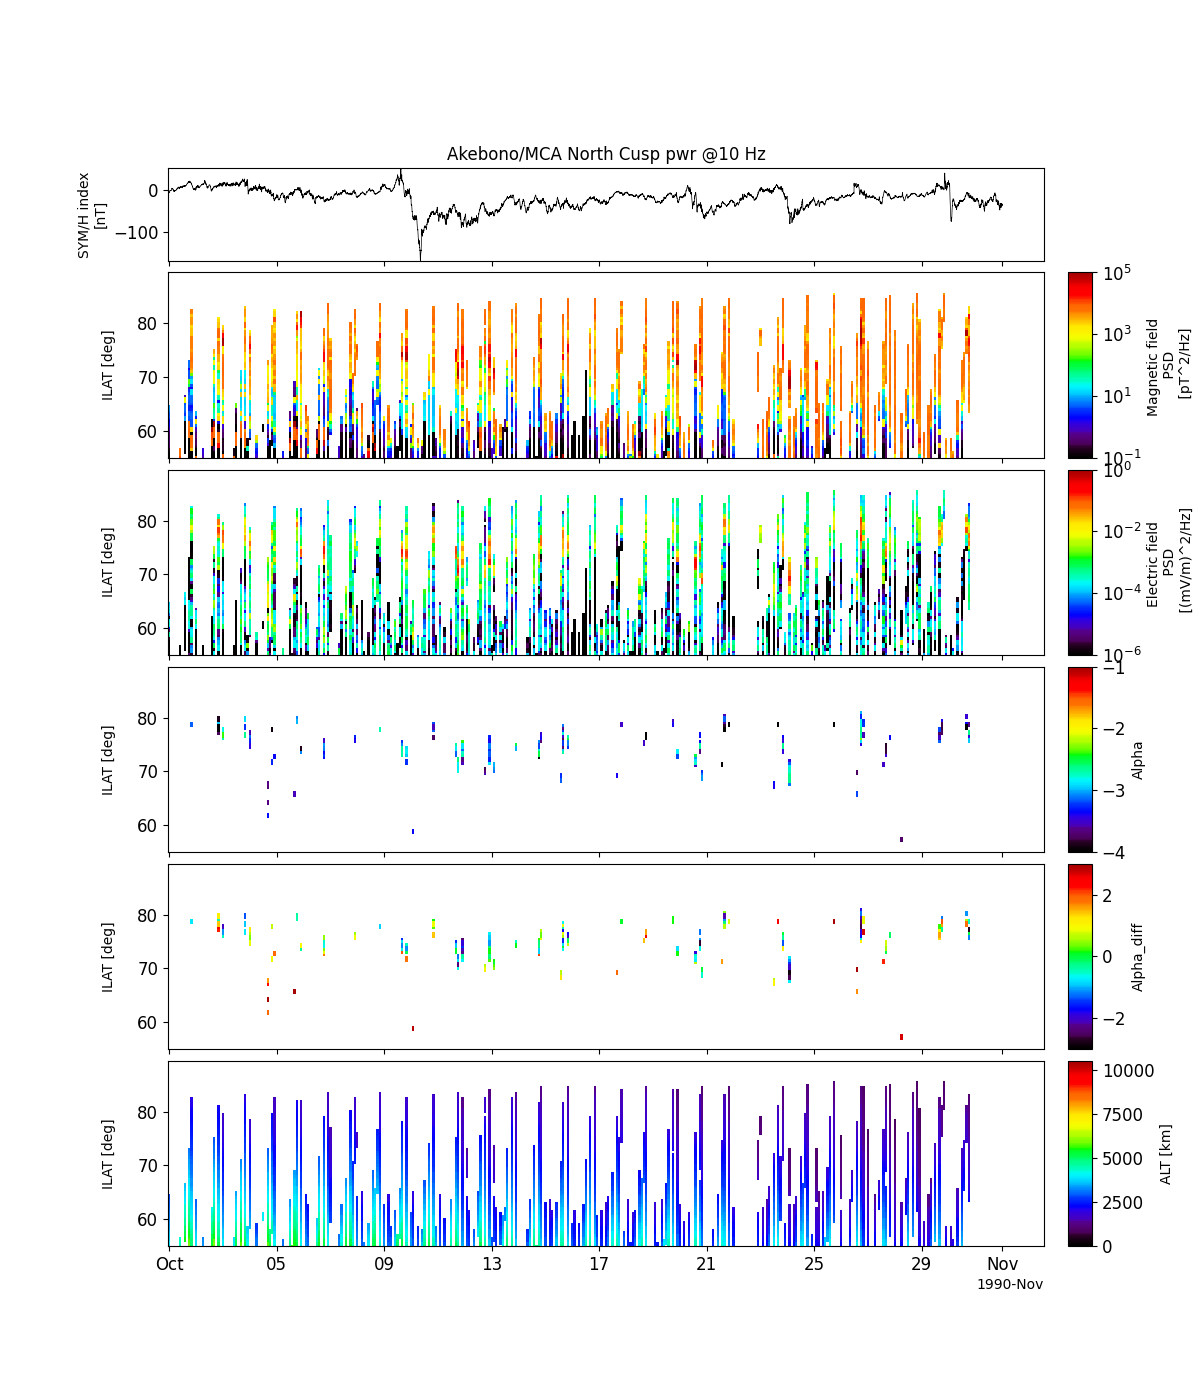 Akebono/MCA North Cusp pwr @10 Hz
SYM/H index
[nT]
0
−100
ILAT [deg]
80
70
60
10^5
10^3
10^1
10^−1
Magnetic field
PSD
[pT^2/Hz]
ILAT [deg]
80
70
60
10^0
10^−2
10^−4
10^−6
Electric field
PSD
[(mV/m)^2/Hz]
ILAT [deg]
80
70
60
−1
−2
−3
−4
Alpha
ILAT [deg]
80
70
60
2
0
−2
Alpha_diff
ILAT [deg]
80
70
60
10000
7500
5000
2500
0
ALT [km]
Oct 05 09 13 17 21 25 29 Nov
1990-Nov